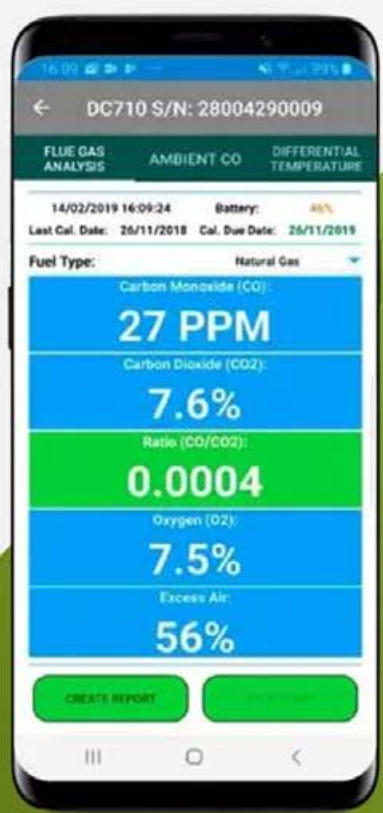 16:09
99%
DC710 S/N: 28004290009
FLUE GAS ANALYSIS
AMBIENT CO
DIFFERENTIAL TEMPERATURE
14/02/2019 16:09:24 Battery: 46%
Last Cal. Date: 26/11/2018 Cal. Due Date: 26/11/2019
Fuel Type: Natural Gas
Carbon Monoxide (CO):
27 PPM
Carbon Dioxide (CO2):
7.6%
Ratio (CO/CO2):
0.0004
Oxygen (O2):
7.5%
Excess Air:
56%
CREATE REPORT